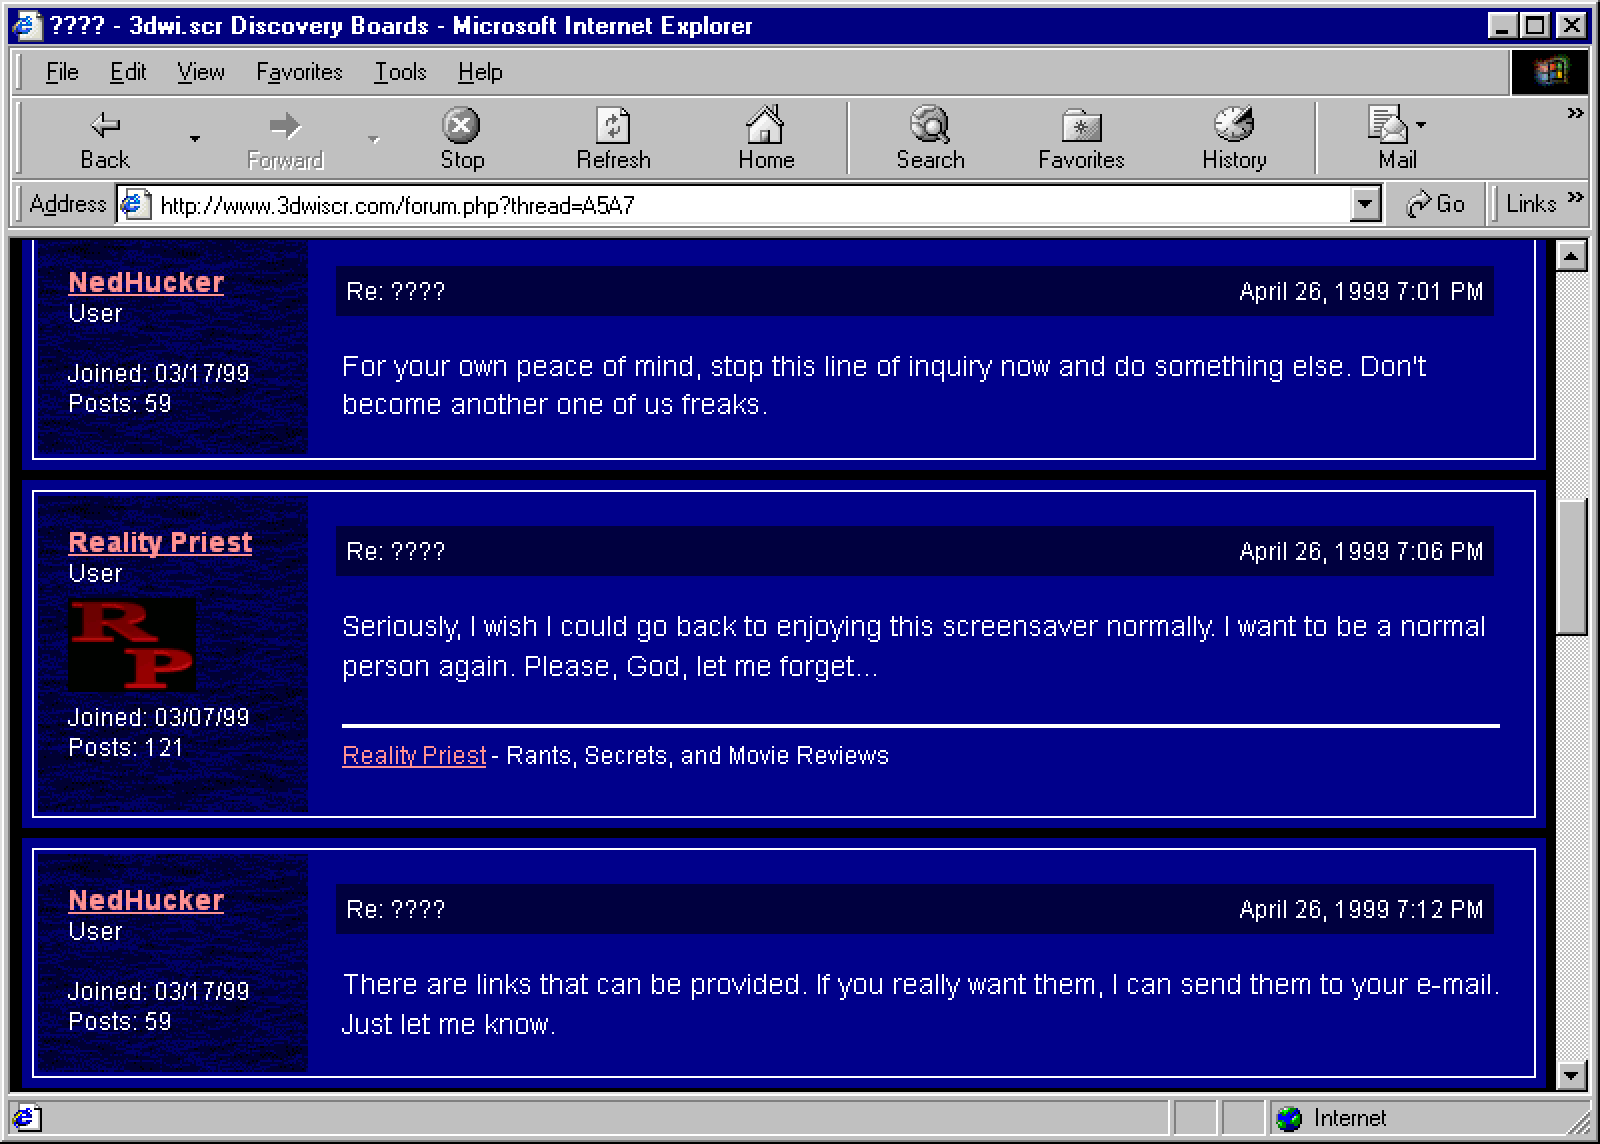 ???? - 3dwi.scr Discovery Boards - Microsoft Internet Explorer
File Edit View Favorites Tools Help
Back Forward Stop Refresh Home Search Favorites History Mail »
Address http://www.3dwiscr.com/forum.php?thread=A5A7 Go Links »
NedHucker
User
Joined: 03/17/99
Posts: 59
Re: ???? April 26, 1999 7:01 PM
For your own peace of mind, stop this line of inquiry now and do something else. Don't
become another one of us freaks.
Reality Priest
User
R
P
Joined: 03/07/99
Posts: 121
Re: ???? April 26, 1999 7:06 PM
Seriously, I wish I could go back to enjoying this screensaver normally. I want to be a normal
person again. Please, God, let me forget...
Reality Priest - Rants, Secrets, and Movie Reviews
NedHucker
User
Joined: 03/17/99
Posts: 59
Re: ???? April 26, 1999 7:12 PM
There are links that can be provided. If you really want them, I can send them to your e-mail.
Just let me know.
Internet